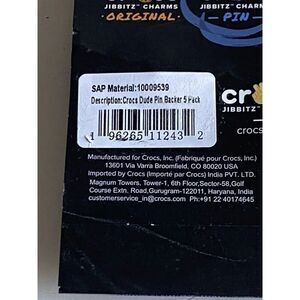 JIBBITZ™ CHARMS
ORIGINAL
JIBBITZ™ CHARMS
PIN
SAP Material:10009539
Description:Crocs Dude Pin Backer 5 Pack
1 96265 11243 2
cr
JIBBITZ™
crocs
Manufactured for Crocs, Inc. (Fabriqué pour Crocs, Inc.)
13601 Via Varra Broomfield, CO 80020 USA
Imported by Crocs (Importé par Crocs) India PVT. LTD.
Magnum Towers, Tower-1, 6th Floor,Sector-58,Golf
Course Extn. Road,Gurugram-122011, Haryana, India
customerservice_in@crocs.com Ph:+91 22 40174645